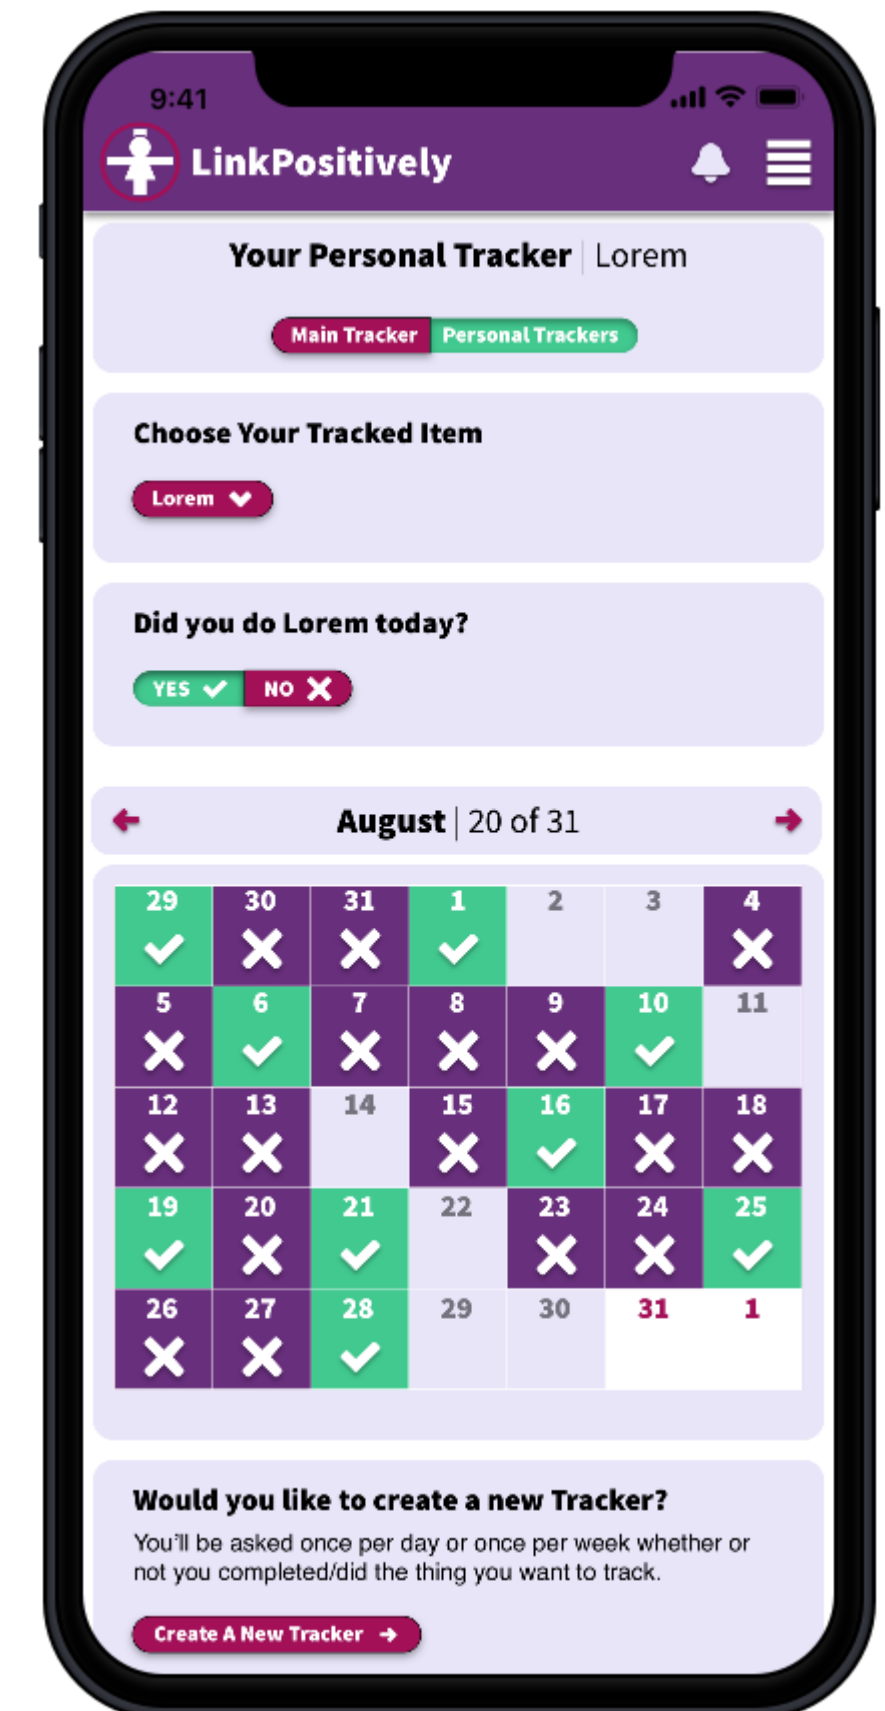 9:41
LinkPositively
Your Personal Tracker | Lorem
Main Tracker Personal Trackers
Choose Your Tracked Item
Lorem
Did you do Lorem today?
YES NO
August | 20 of 31
29 30 31 1 2 3 4
5 6 7 8 9 10 11
12 13 14 15 16 17 18
19 20 21 22 23 24 25
26 27 28 29 30 31 1
Would you like to create a new Tracker?
You'll be asked once per day or once per week whether or
not you completed/did the thing you want to track.
Create A New Tracker